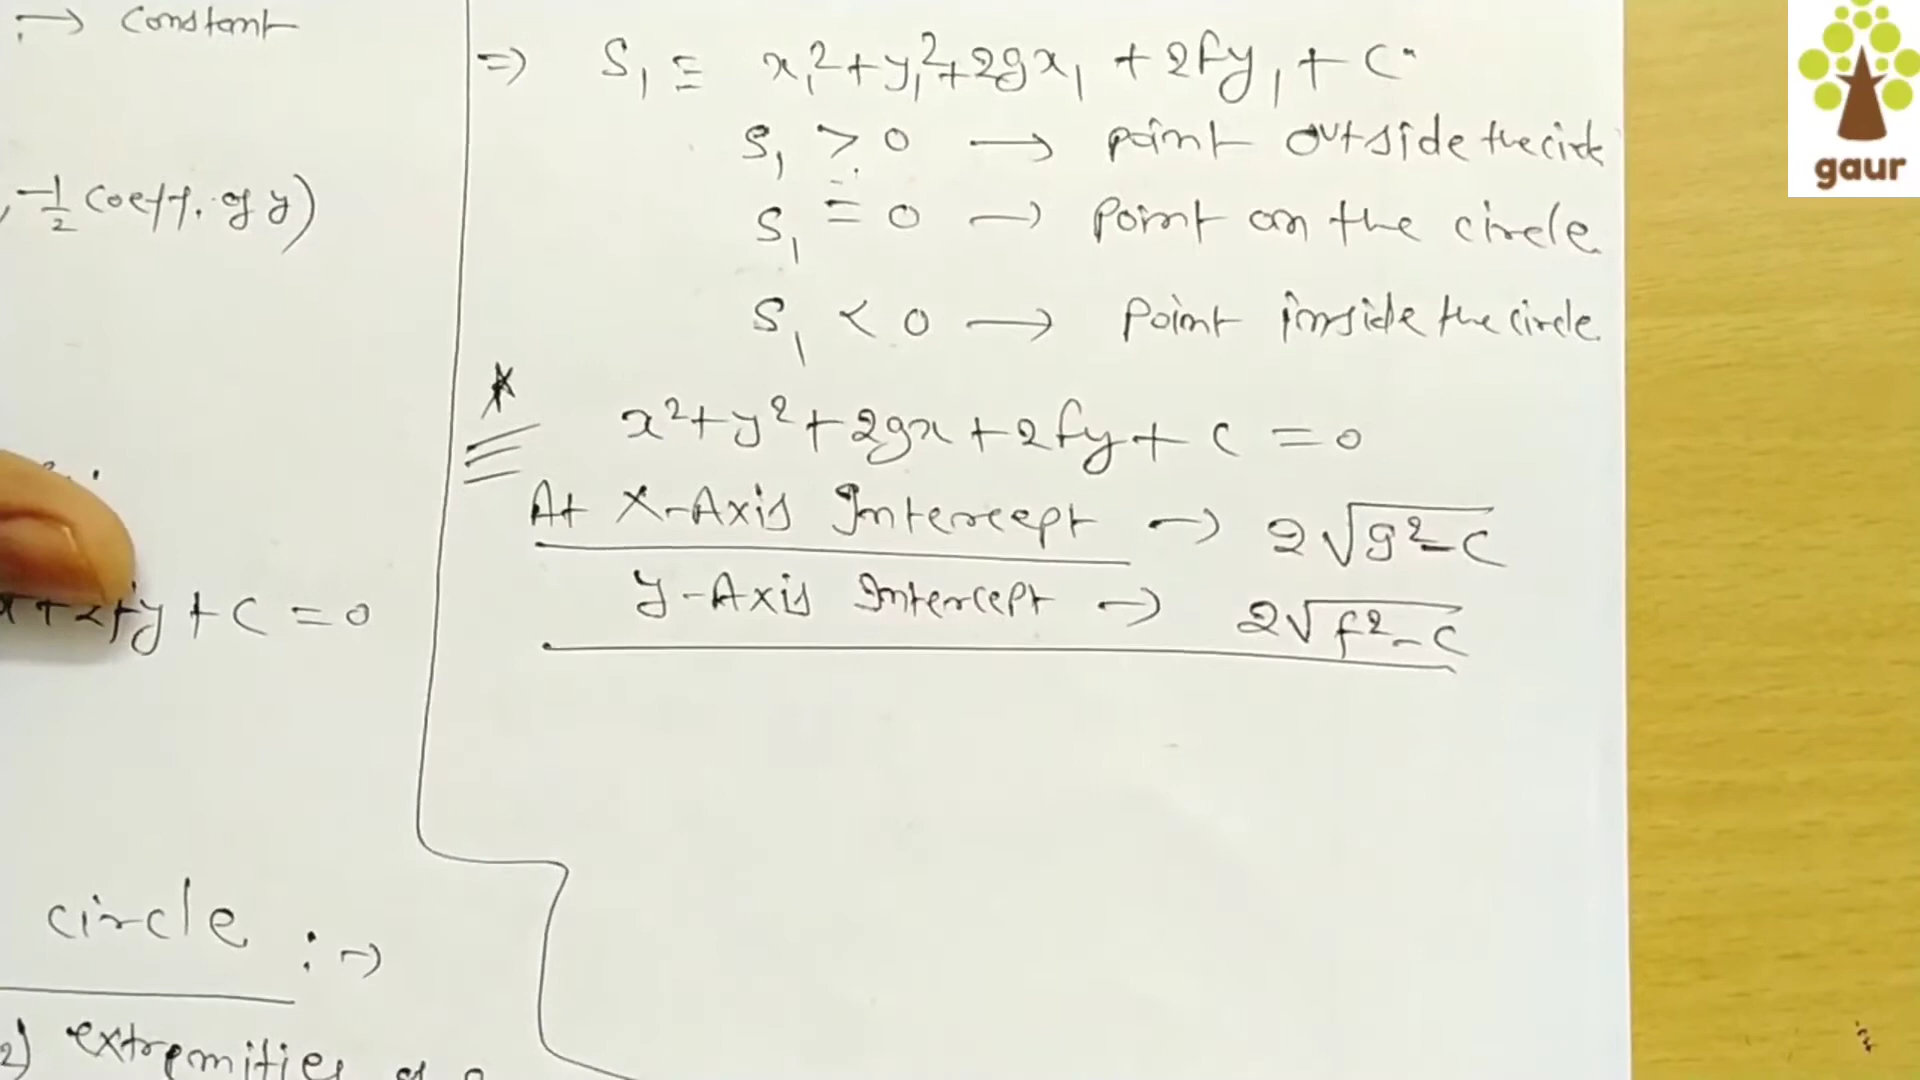 :→ constant
, -1/2 coeff. of y)
+ c = 0
circle :→
2) extremities of
⇒ S₁ ≡ x₁² + y₁² + 2gx₁ + 2fy₁ + c
S₁ > 0 → point outside the circle
S₁ = 0 → point on the circle
S₁ < 0 → point inside the circle
x² + y² + 2gx + 2fy + c = 0
At X-Axis Intercept → 2√(g²-c)
y-Axis Intercept → 2√(f²-c)
gaur